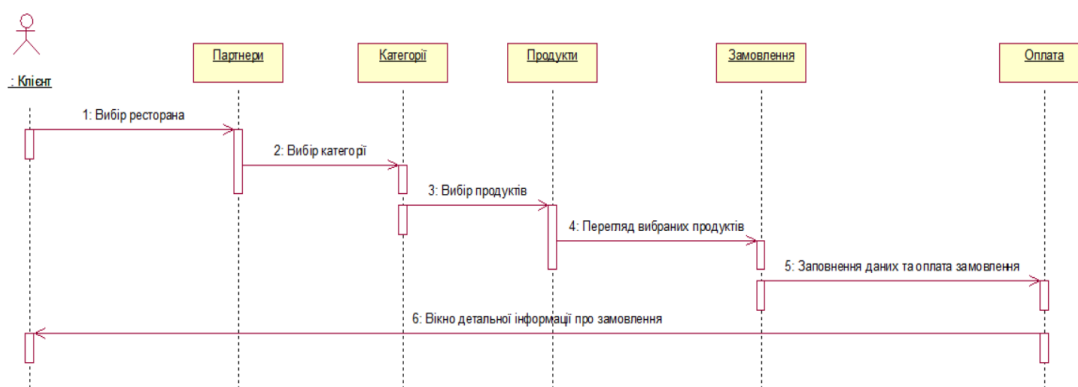 : Клієнт
Партнери
Категорії
Продукти
Замовлення
Оплата
1: Вибір ресторана
2: Вибір категорії
3: Вибір продуктів
4: Перегляд вибраних продуктів
5: Заповнення даних та оплата замовлення
6: Вікно детальної інформації про замовлення